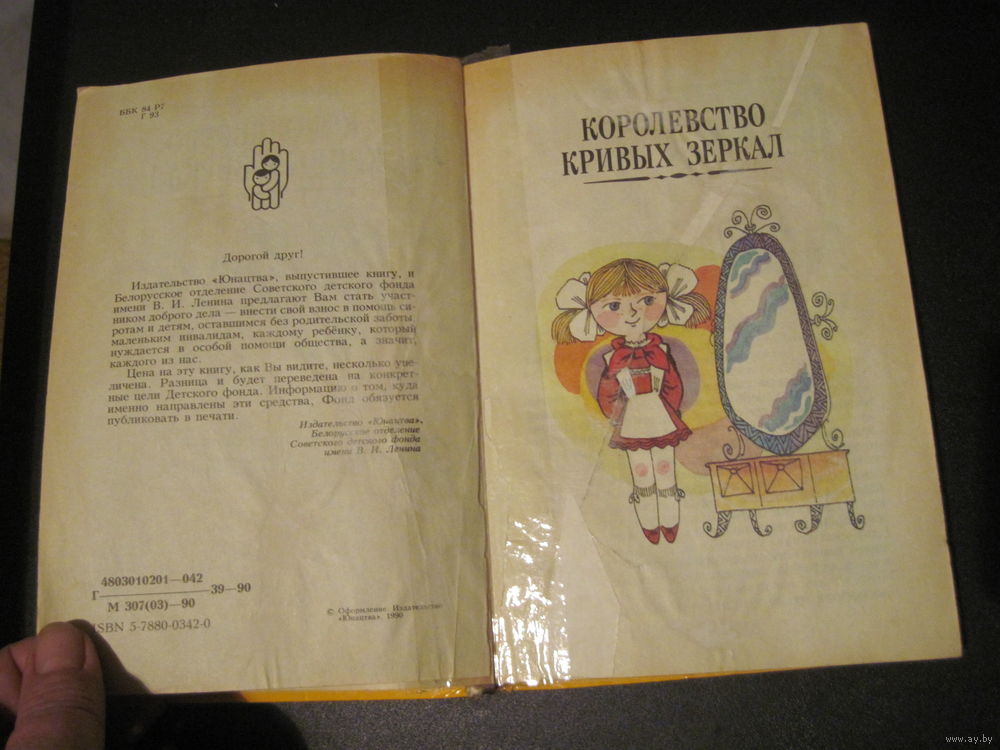 ББК 84 Р7
Г 93
Дорогой друг!
Издательство «Юнацтва», выпустившее книгу, и
Белорусское отделение Советского детского фонда
имени В. И. Ленина предлагают Вам стать участ-
ником доброго дела — внести свой взнос в помощь си-
ротам и детям, оставшимся без родительской заботы,
маленьким инвалидам, каждому ребёнку, который
нуждается в особой помощи общества, а значит,
каждого из нас.
Цена на эту книгу, как Вы видите, несколько уве-
личена. Разница и будет переведена на конкрет-
ные цели Детского фонда. Информацию о том, куда
именно направлены эти средства, Фонд обязуется
публиковать в печати.
Издательство «Юнацтва».
Белорусское отделение
Советского детского фонда
имени В. И. Ленина
4803010201—042
Г 39—90
М 307(03)—90
ISBN 5-7880-0342-0
© Оформление. Издательство
«Юнацтва», 1990
КОРОЛЕВСТВО
КРИВЫХ ЗЕРКАЛ
www.ay.by